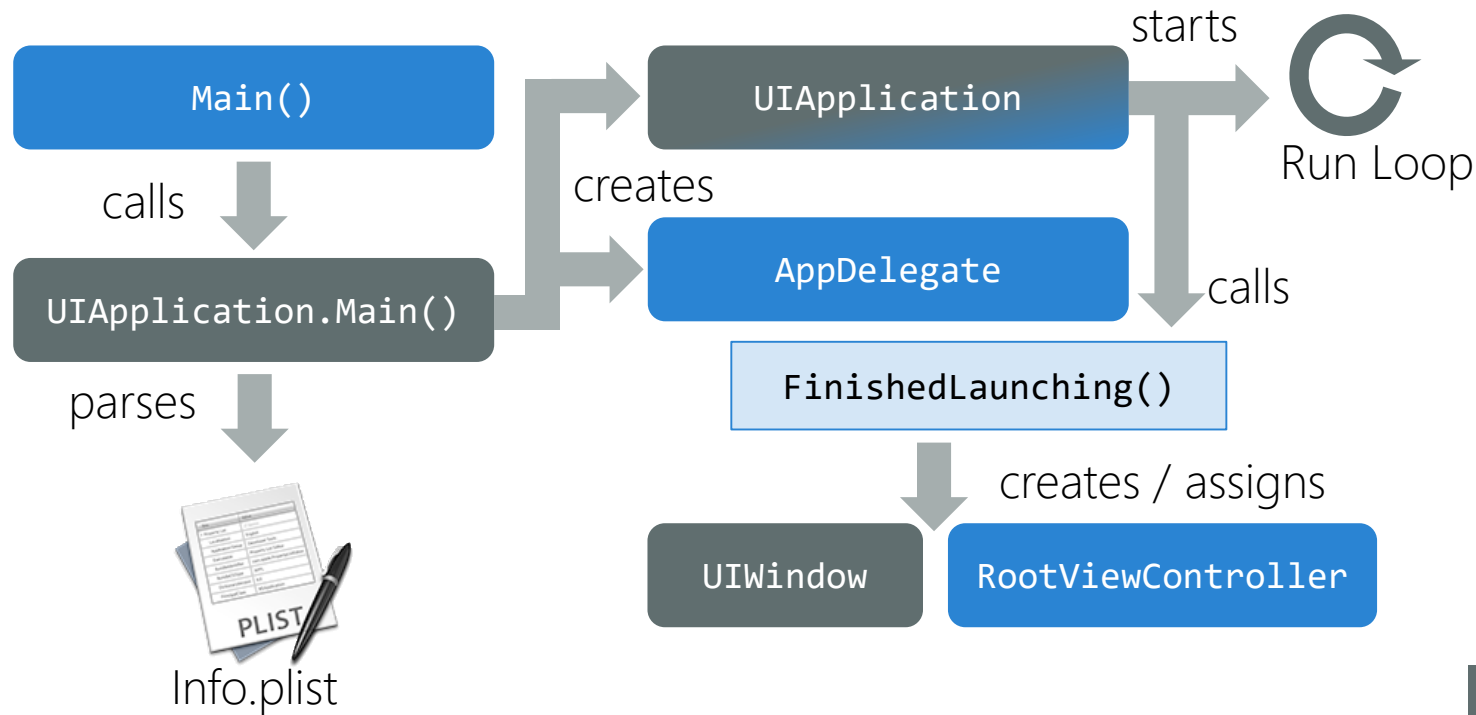 starts
Main()
UIApplication
Run Loop
calls
creates
AppDelegate
UIApplication.Main()
calls
FinishedLaunching()
parses
creates / assigns
UIWindow
RootViewController
PLIST
Info.plist